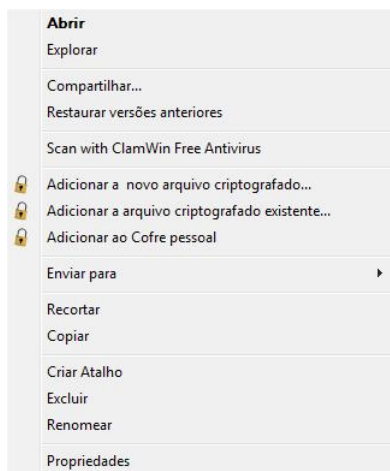 Abrir
Explorar
Compartilhar...
Restaurar versões anteriores
Scan with ClamWin Free Antivirus
Adicionar a novo arquivo criptografado...
Adicionar a arquivo criptografado existente...
Adicionar ao Cofre pessoal
Enviar para
Recortar
Copiar
Criar Atalho
Excluir
Renomear
Propriedades